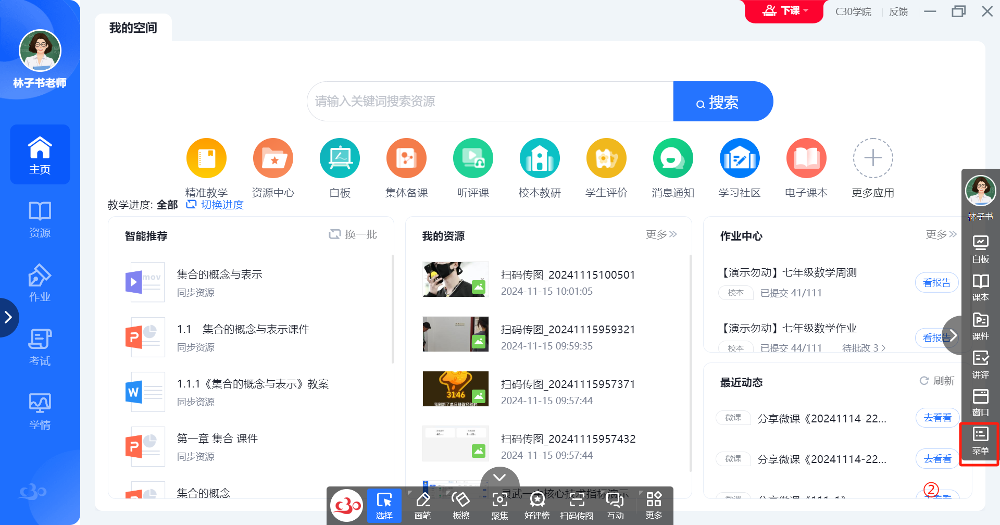 我的空间
下课
C30学院
反馈
林子书老师
主页
资源
作业
考试
学情
请输入关键词搜索资源
搜索
精准教学
资源中心
白板
集体备课
听评课
校本教研
学生评价
消息通知
学习社区
电子课本
更多应用
教学进度: 全部 切换进度
智能推荐
换一批
mov
集合的概念与表示
同步资源
P
1.1 集合的概念与表示课件
同步资源
W
1.1.1《集合的概念与表示》教案
同步资源
P
第一章 集合 课件
同步资源
集合的概念
我的资源
更多
扫码传图_20241115100501
2024-11-15 10:01:05
扫码传图_20241115959321
2024-11-15 09:59:35
3146
我刷新了单日赚取经验的
扫码传图_20241115957371
2024-11-15 09:57:44
扫码传图_20241115957432
2024-11-15 09:57:44
灵武一中核心技术指标演示
作业中心
更多
【演示勿动】七年级数学周测
校本 已提交 41/111
看报告
【演示勿动】七年级数学作业
校本 已提交 44/111 待批改 3
看报告
最近动态
刷新
微课 分享微课《20241114-22...
去看看
微课 分享微课《20241114-22...
去看看
②
林子书
白板
课本
课件
讲评
窗口
菜单
c30
选择
画笔
板擦
聚焦
好评榜
扫码传图
互动
更多